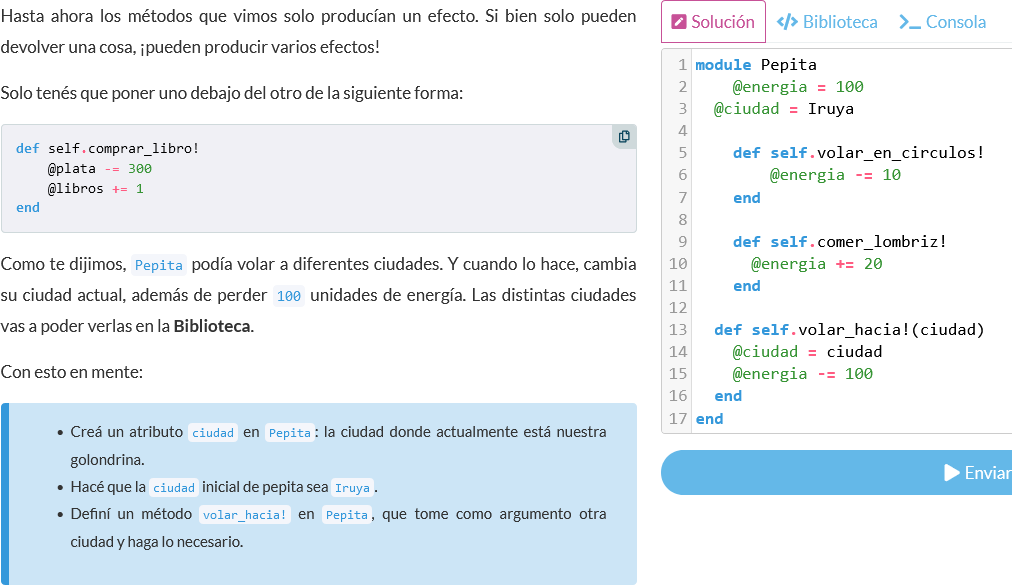 Hasta ahora los métodos que vimos solo producían un efecto. Si bien solo pueden
devolver una cosa, ¡pueden producir varios efectos!
Solo tenés que poner uno debajo del otro de la siguiente forma:
def self.comprar_libro!
    @plata -= 300
    @libros += 1
end
Como te dijimos, Pepita podía volar a diferentes ciudades. Y cuando lo hace, cambia
su ciudad actual, además de perder 100 unidades de energía. Las distintas ciudades
vas a poder verlas en la Biblioteca.
Con esto en mente:
• Creá un atributo ciudad en Pepita: la ciudad donde actualmente está nuestra
golondrina.
• Hacé que la ciudad inicial de pepita sea Iruya.
• Definí un método volar_hacia! en Pepita, que tome como argumento otra
ciudad y haga lo necesario.
Solución </> Biblioteca >_ Consola
1 module Pepita
2     @energia = 100
3   @ciudad = Iruya
4
5     def self.volar_en_circulos!
6         @energia -= 10
7     end
8
9     def self.comer_lombriz!
10       @energia += 20
11     end
12
13   def self.volar_hacia!(ciudad)
14     @ciudad = ciudad
15     @energia -= 100
16   end
17 end
Enviar